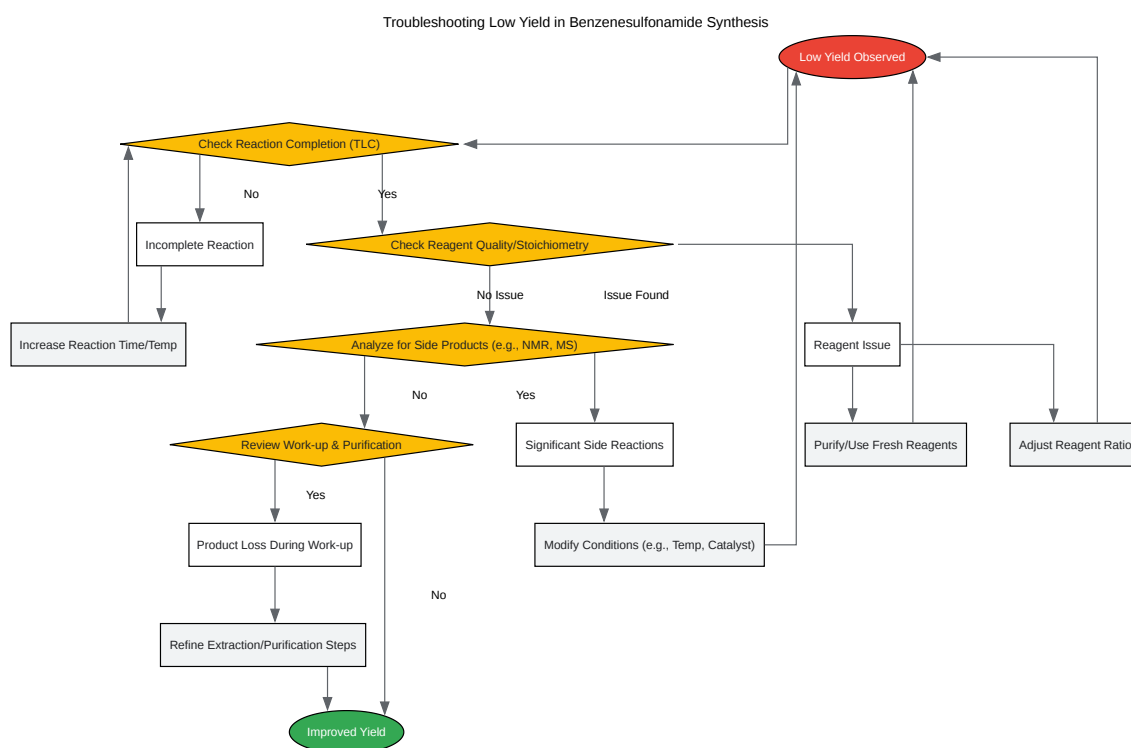 Troubleshooting Low Yield in Benzenesulfonamide Synthesis
Low Yield Observed
Check Reaction Completion (TLC)
No
Yes
Incomplete Reaction
Check Reagent Quality/Stoichiometry
No Issue
Issue Found
Increase Reaction Time/Temp
Analyze for Side Products (e.g., NMR, MS)
Reagent Issue
No
Yes
Review Work-up & Purification
Significant Side Reactions
Purify/Use Fresh Reagents
Adjust Reagent Ratio
Yes
Product Loss During Work-up
Modify Conditions (e.g., Temp, Catalyst)
No
Refine Extraction/Purification Steps
Improved Yield